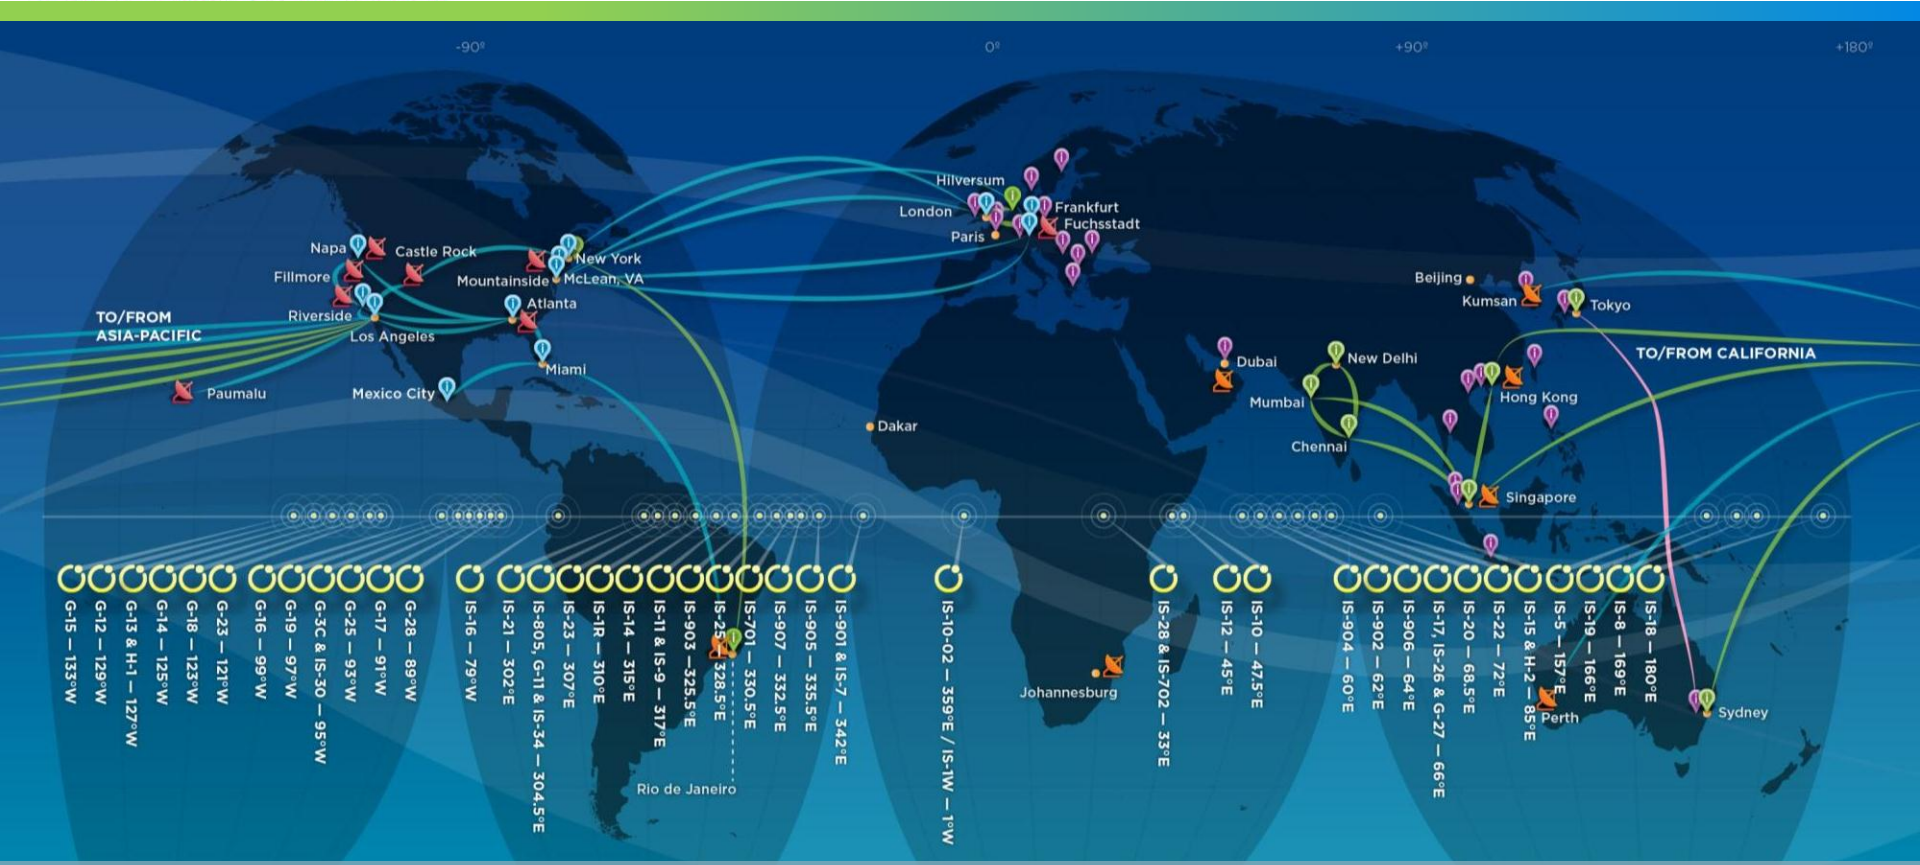 -90º
0º
+90º
+180º
Hilversum
London
Frankfurt
Fuchsstadt
Paris
Napa
Castle Rock
New York
Fillmore
Mountainside
McLean, VA
Beijing
Kumsan
Tokyo
Atlanta
TO/FROM
ASIA-PACIFIC
Riverside
Los Angeles
TO/FROM CALIFORNIA
Dubai
New Delhi
Miami
Paumalu
Mexico City
Mumbai
Hong Kong
Dakar
Chennai
Singapore
G-15 — 133°W
G-12 — 129°W
G-13 & H-1 — 127°W
G-14 — 125°W
G-18 — 123°W
G-23 — 121°W
G-16 — 99°W
G-19 — 97°W
G-3C & IS-30 — 95°W
G-25 — 93°W
G-17 — 91°W
G-28 — 89°W
IS-16 — 79°W
IS-21 — 302°E
IS-805, G-11 & IS-34 — 304.5°E
IS-23 — 307°E
IS-1R — 310°E
IS-14 — 315°E
IS-11 & IS-9 — 317°E
IS-903 — 325.5°E
IS-25 — 328.5°E
IS-701 — 330.5°E
IS-907 — 332.5°E
IS-905 — 335.5°E
IS-901 & IS-7 — 342°E
IS-10-02 — 359°E / IS-1W — 1°W
IS-28 & IS-702 — 33°E
IS-12 — 45°E
IS-10 — 47.5°E
IS-904 — 60°E
IS-902 — 62°E
IS-906 — 64°E
IS-17, IS-26 & G-27 — 66°E
IS-20 — 68.5°E
IS-22 — 72°E
IS-15 & H-2 — 85°E
IS-5 — 157°E
IS-19 — 166°E
IS-8 — 169°E
IS-18 — 180°E
Johannesburg
Perth
Sydney
Rio de Janeiro